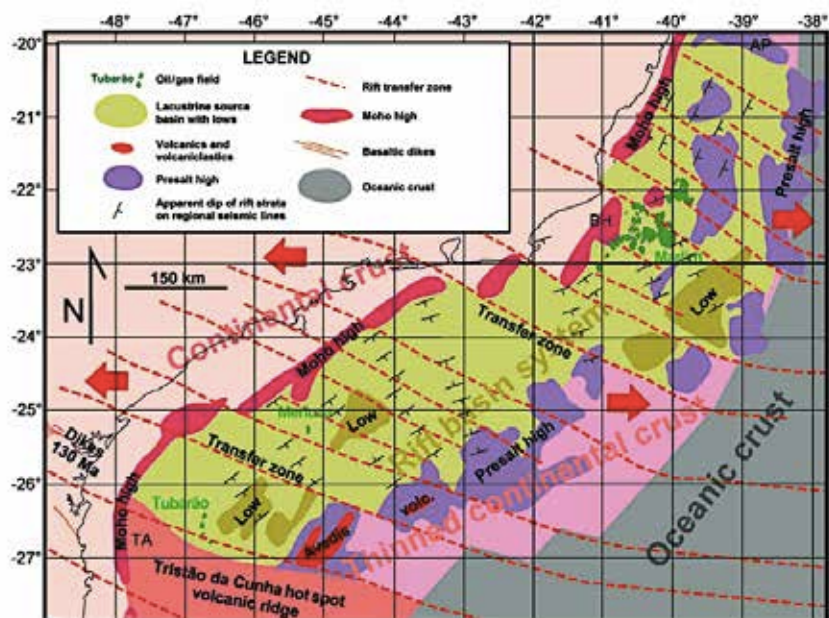 -48° -47° -46° -45° -44° -43° -42° -41° -40° -39° -38°
-20°
-21°
-22°
-23°
-24°
-25°
-26°
-27°
LEGEND
Tubarão Oil/gas field
Lacustrine source
basin with lows
Volcanics and
volcaniclastics
Presalt high
Apparent dip of rift strata
on regional seismic lines
Rift transfer zone
Moho high
Basaltic dikes
Oceanic crust
AP
Moho high
Presalt high
BH
N
150 km
Continental crust
Moho high
Transfer zone
Low
Rift basin system
Merluza
Low
Dikes
130 Ma
Transfer zone
Presalt high
Thinned continental crust
Oceanic crust
Moho high
Tubarão
Low
volc.
Avedis
TA
Tristão da Cunha hot spot
volcanic ridge